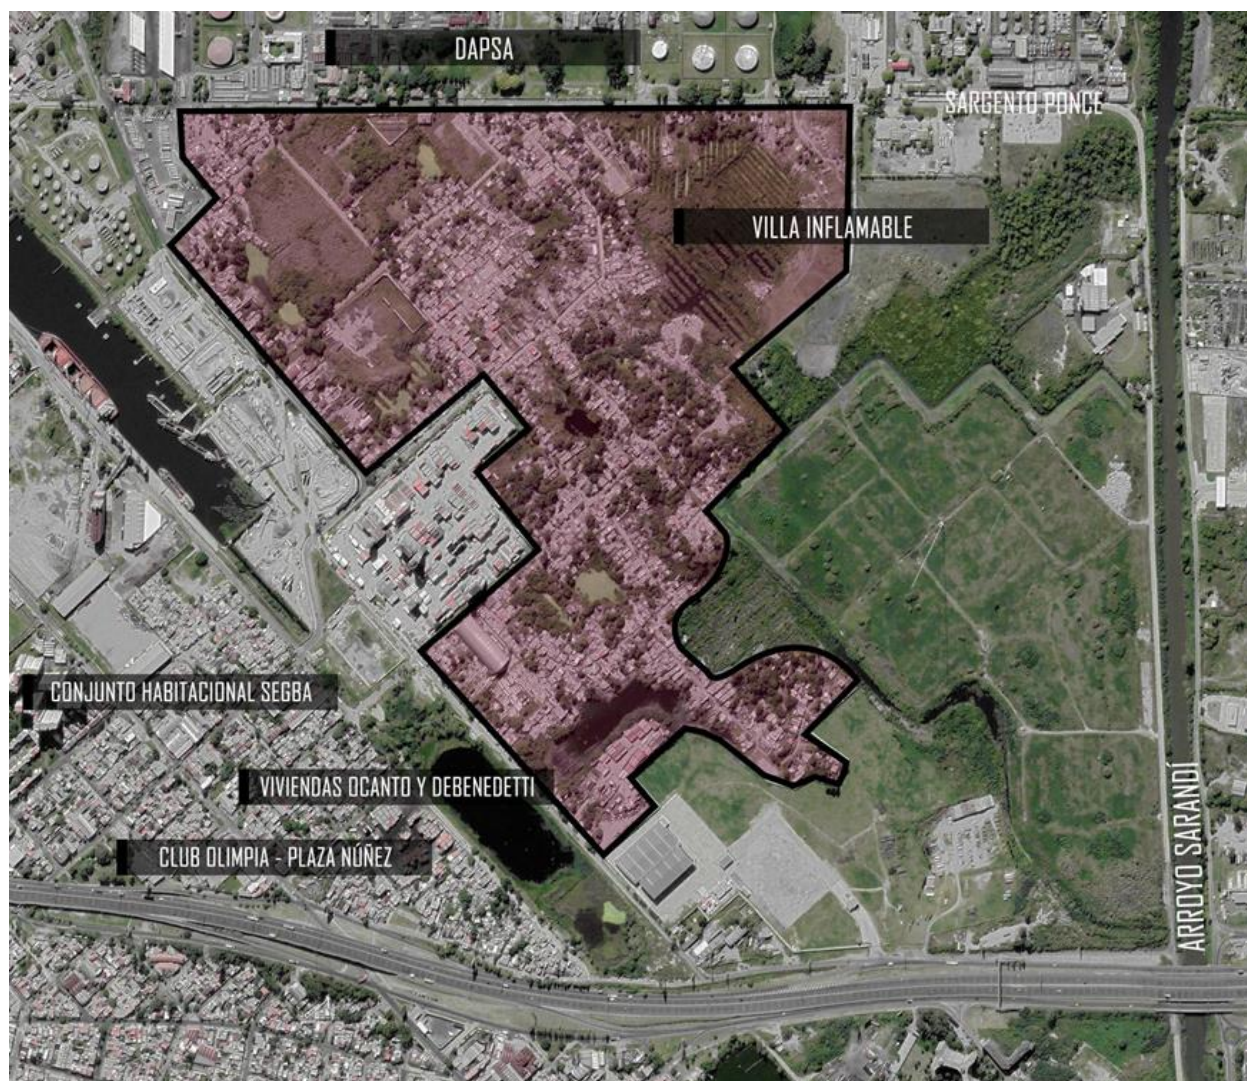 DAPSA
SARGENTO PONCE
VILLA INFLAMABLE
CONJUNTO HABITACIONAL SEGBA
VIVIENDAS OCANTO Y DEBENEDETTI
CLUB OLIMPIA - PLAZA NÚÑEZ
ARROYO SARANDÍ